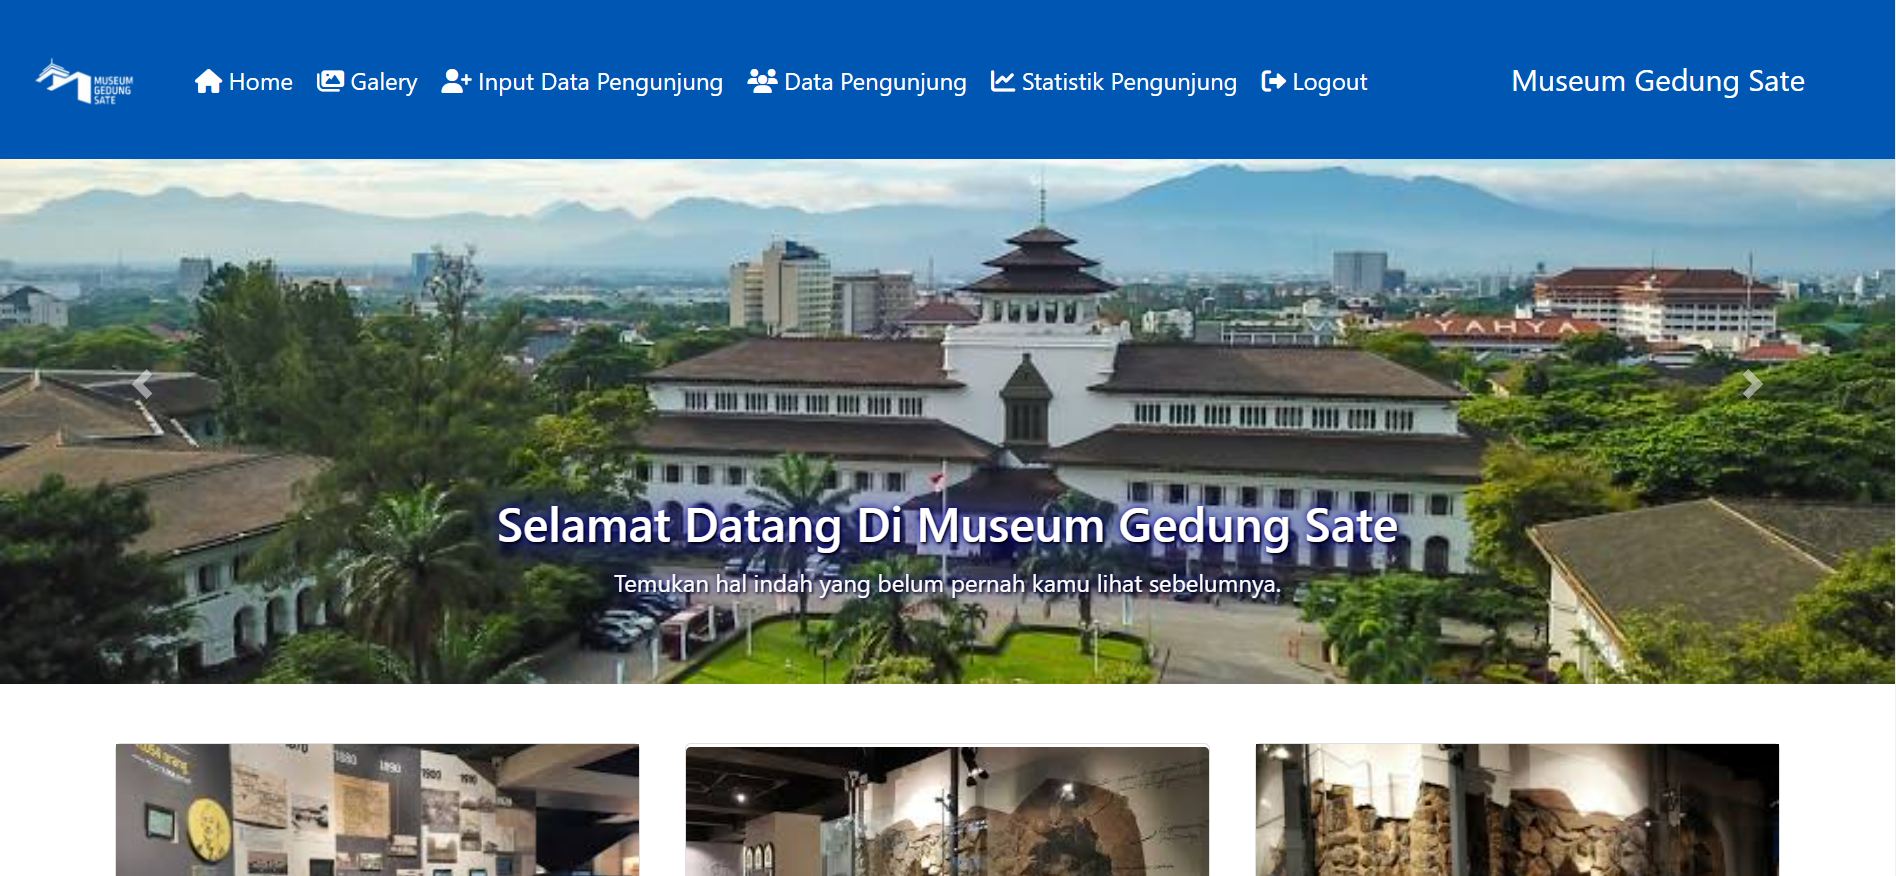 MUSEUM
GEDUNG
SATE
Home
Galery
Input Data Pengunjung
Data Pengunjung
Statistik Pengunjung
Logout
Museum Gedung Sate
YAHYA
Selamat Datang Di Museum Gedung Sate
Temukan hal indah yang belum pernah kamu lihat sebelumnya.
1880
1890
1900
1910